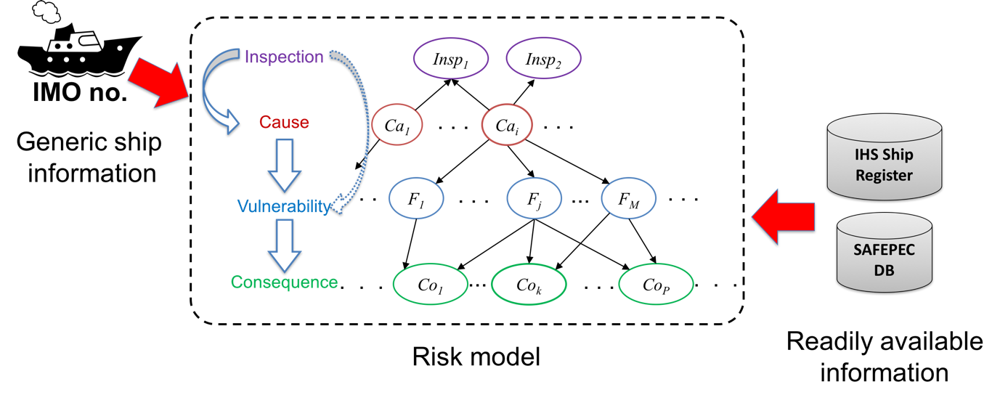 IMO no.
Generic ship
information
Inspection
Cause
Vulnerability
Consequence
Insp1
Insp2
Ca1
. . .
Cai
. . .
. .
F1
. . .
Fj
...
FM
. . .
. . .
Co1
...
Cok
. . .
CoP
. . .
Risk model
IHS Ship
Register
SAFEPEC
DB
Readily available
information